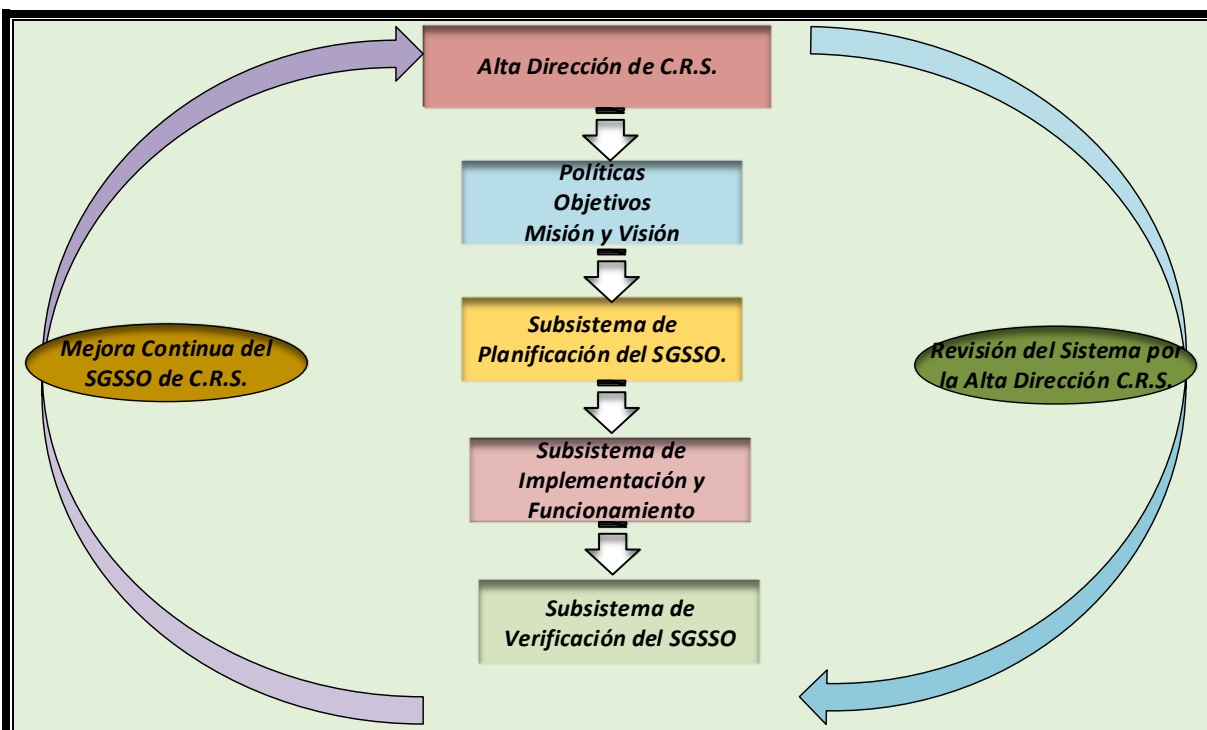 Alta Dirección de C.R.S.
Políticas
Objetivos
Misión y Visión
Subsistema de
Planificación del SGSSO.
Mejora Continua del
SGSSO de C.R.S.
Revisión del Sistema por
la Alta Dirección C.R.S.
Subsistema de
Implementación y
Funcionamiento
Subsistema de
Verificación del SGSSO